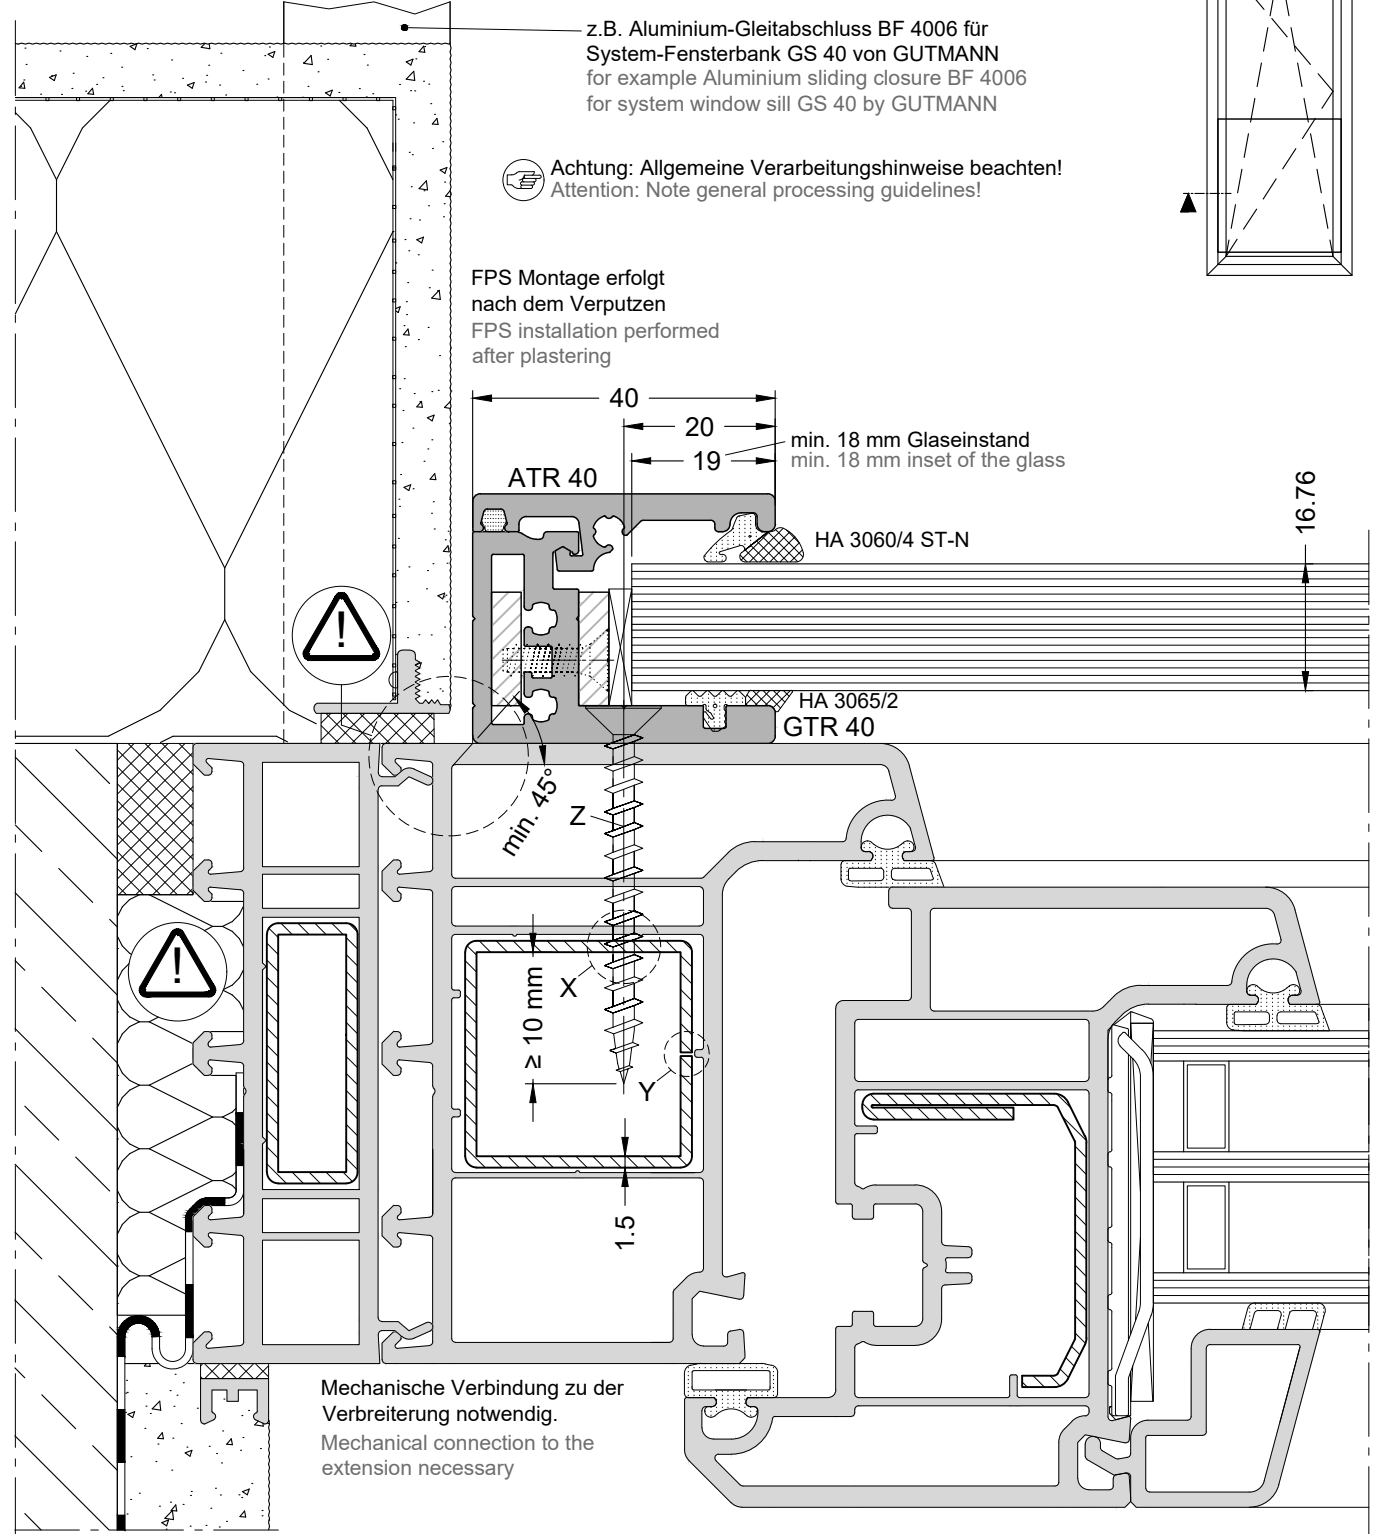 z.B. Aluminium-Gleitabschluss BF 4006 für
System-Fensterbank GS 40 von GUTMANN
for example Aluminium sliding closure BF 4006
for system window sill GS 40 by GUTMANN
Achtung: Allgemeine Verarbeitungshinweise beachten!
Attention: Note general processing guidelines!
FPS Montage erfolgt
nach dem Verputzen
FPS installation performed
after plastering
40
20
19
min. 18 mm Glaseinstand
min. 18 mm inset of the glass
ATR 40
16.76
HA 3060/4 ST-N
!
HA 3065/2
GTR 40
min. 45°
Z
!
X
≥ 10 mm
Y
1.5
Mechanische Verbindung zu der
Verbreiterung notwendig.
Mechanical connection to the
extension necessary